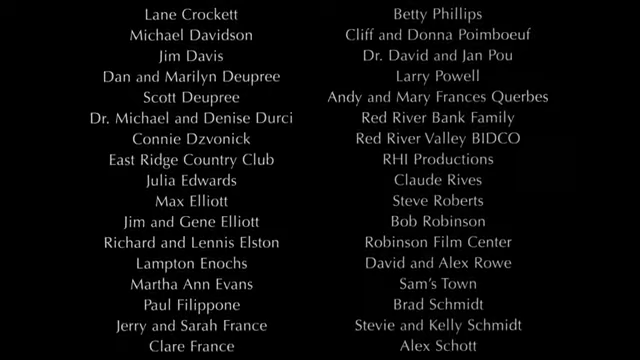 Lane Crockett
Michael Davidson
Jim Davis
Dan and Marilyn Deupree
Scott Deupree
Dr. Michael and Denise Durci
Connie Dzvonick
East Ridge Country Club
Julia Edwards
Max Elliott
Jim and Gene Elliott
Richard and Lennis Elston
Lampton Enochs
Martha Ann Evans
Paul Filippone
Jerry and Sarah France
Clare France
Betty Phillips
Cliff and Donna Poimboeuf
Dr. David and Jan Pou
Larry Powell
Andy and Mary Frances Querbes
Red River Bank Family
Red River Valley BIDCO
RHI Productions
Claude Rives
Steve Roberts
Bob Robinson
Robinson Film Center
David and Alex Rowe
Sam's Town
Brad Schmidt
Stevie and Kelly Schmidt
Alex Schott